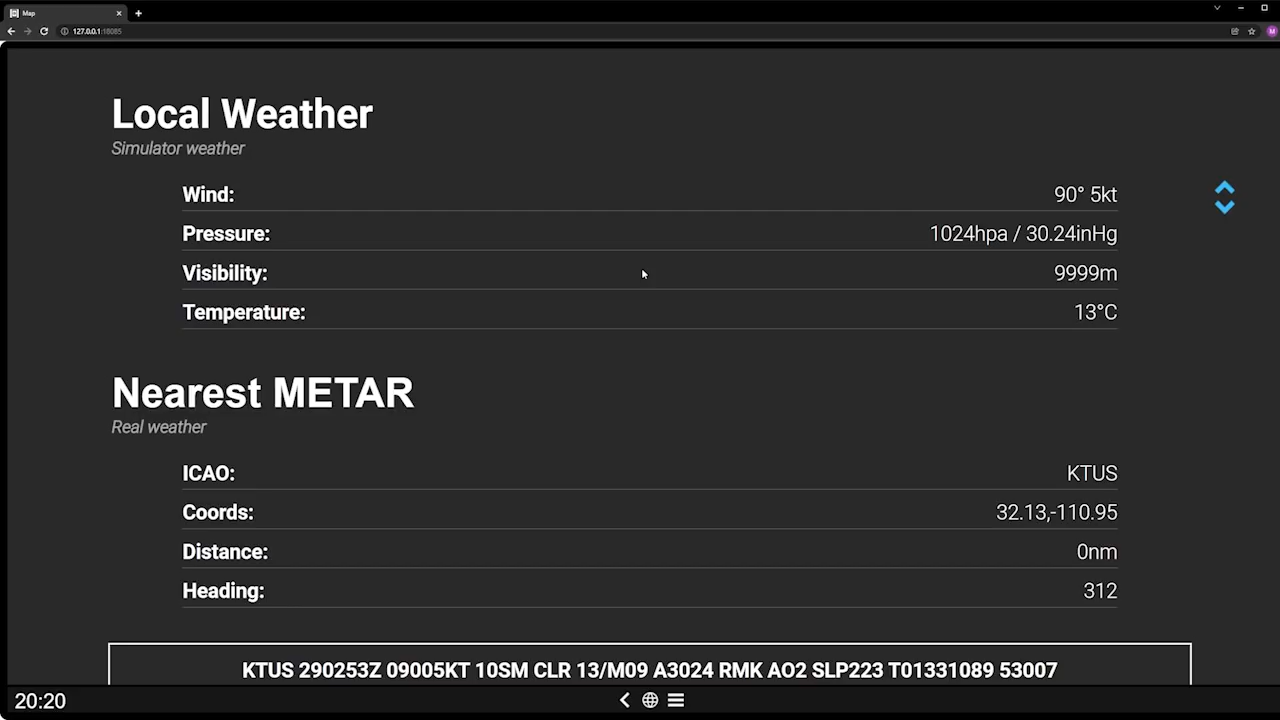 Map
127.0.0.1:18085
M
Local Weather
Simulator weather
Wind: 90° 5kt
Pressure: 1024hpa / 30.24inHg
Visibility: 9999m
Temperature: 13°C
Nearest METAR
Real weather
ICAO: KTUS
Coords: 32.13,-110.95
Distance: 0nm
Heading: 312
KTUS 290253Z 09005KT 10SM CLR 13/M09 A3024 RMK AO2 SLP223 T01331089 53007
20:20